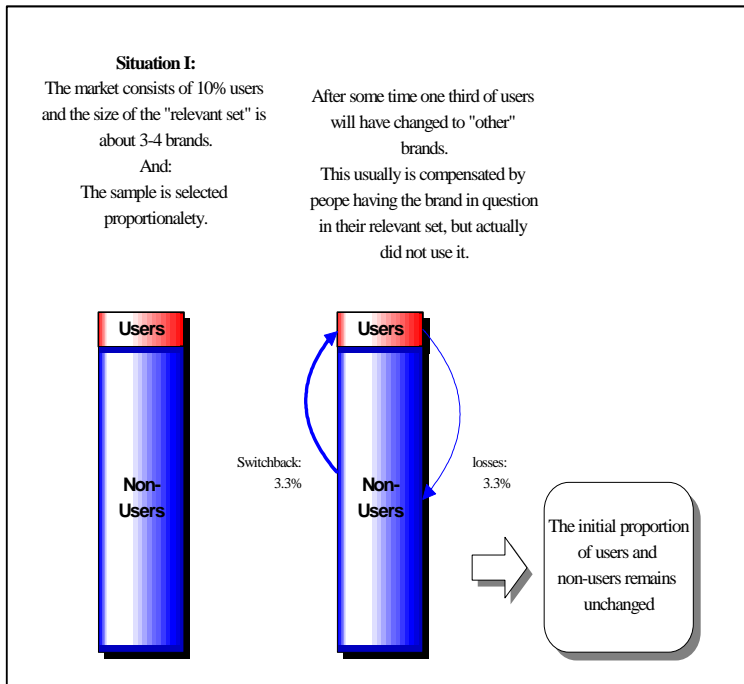 Situation I:
The market consists of 10% users
and the size of the "relevant set" is
about 3-4 brands.
And:
The sample is selected
proportionalety.
After some time one third of users
will have changed to "other"
brands.
This usually is compensated by
peope having the brand in question
in their relevant set, but actually
did not use it.
Users
Non-
Users
Users
Non-
Users
Switchback:
3.3%
losses:
3.3%
The initial proportion
of users and
non-users remains
unchanged